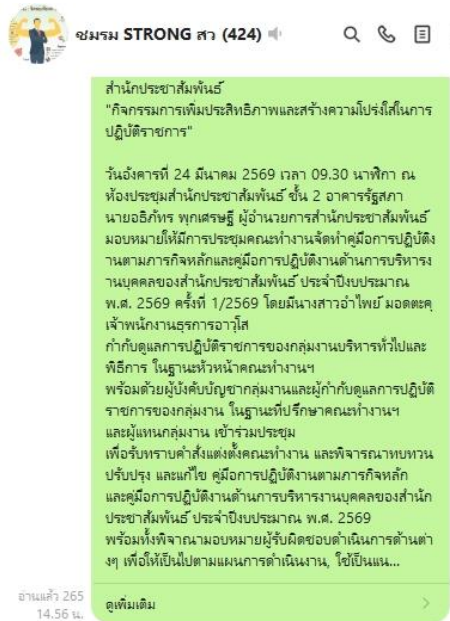 ชมรม STRONG สว (424)
สำนักประชาสัมพันธ์
"กิจกรรมการเพิ่มประสิทธิภาพและสร้างความโปร่งใสในการ
ปฏิบัติราชการ"
วันอังคารที่ 24 มีนาคม 2569 เวลา 09.30 นาฬิกา ณ
ห้องประชุมสำนักประชาสัมพันธ์ ชั้น 2 อาคารรัฐสภา
นายอธิภัทร พุกเศรษฐี ผู้อำนวยการสำนักประชาสัมพันธ์
มอบหมายให้มีการประชุมคณะทำงานจัดทำคู่มือการปฏิบัติง
านตามภารกิจหลักและคู่มือการปฏิบัติงานด้านการบริหารง
านบุคคลของสำนักประชาสัมพันธ์ ประจำปีงบประมาณ
พ.ศ. 2569 ครั้งที่ 1/2569 โดยมีนางสาวอำไพย์ มอดตะคุ
เจ้าพนักงานธุรการอาวุโส
กำกับดูแลการปฏิบัติราชการของกลุ่มงานบริหารทั่วไปและ
พิธีการ ในฐานะหัวหน้าคณะทำงานฯ
พร้อมด้วยผู้บังคับบัญชากลุ่มงานและผู้กำกับดูแลการปฏิบัติ
ราชการของกลุ่มงาน ในฐานะที่ปรึกษาคณะทำงานฯ
และผู้แทนกลุ่มงาน เข้าร่วมประชุม
เพื่อรับทราบคำสั่งแต่งตั้งคณะทำงาน และพิจารณาทบทวน
ปรับปรุง และแก้ไข คู่มือการปฏิบัติงานตามภารกิจหลัก
และคู่มือการปฏิบัติงานด้านการบริหารงานบุคคลของสำนัก
ประชาสัมพันธ์ ประจำปีงบประมาณ พ.ศ. 2569
พร้อมทั้งพิจาณามอบหมายผู้รับผิดชอบดำเนินการด้านต่า
งๆ เพื่อให้เป็นไปตามแผนการดำเนินงาน, ใช้เป็นแน...
อ่านแล้ว 265
14.56 น.
ดูเพิ่มเติม